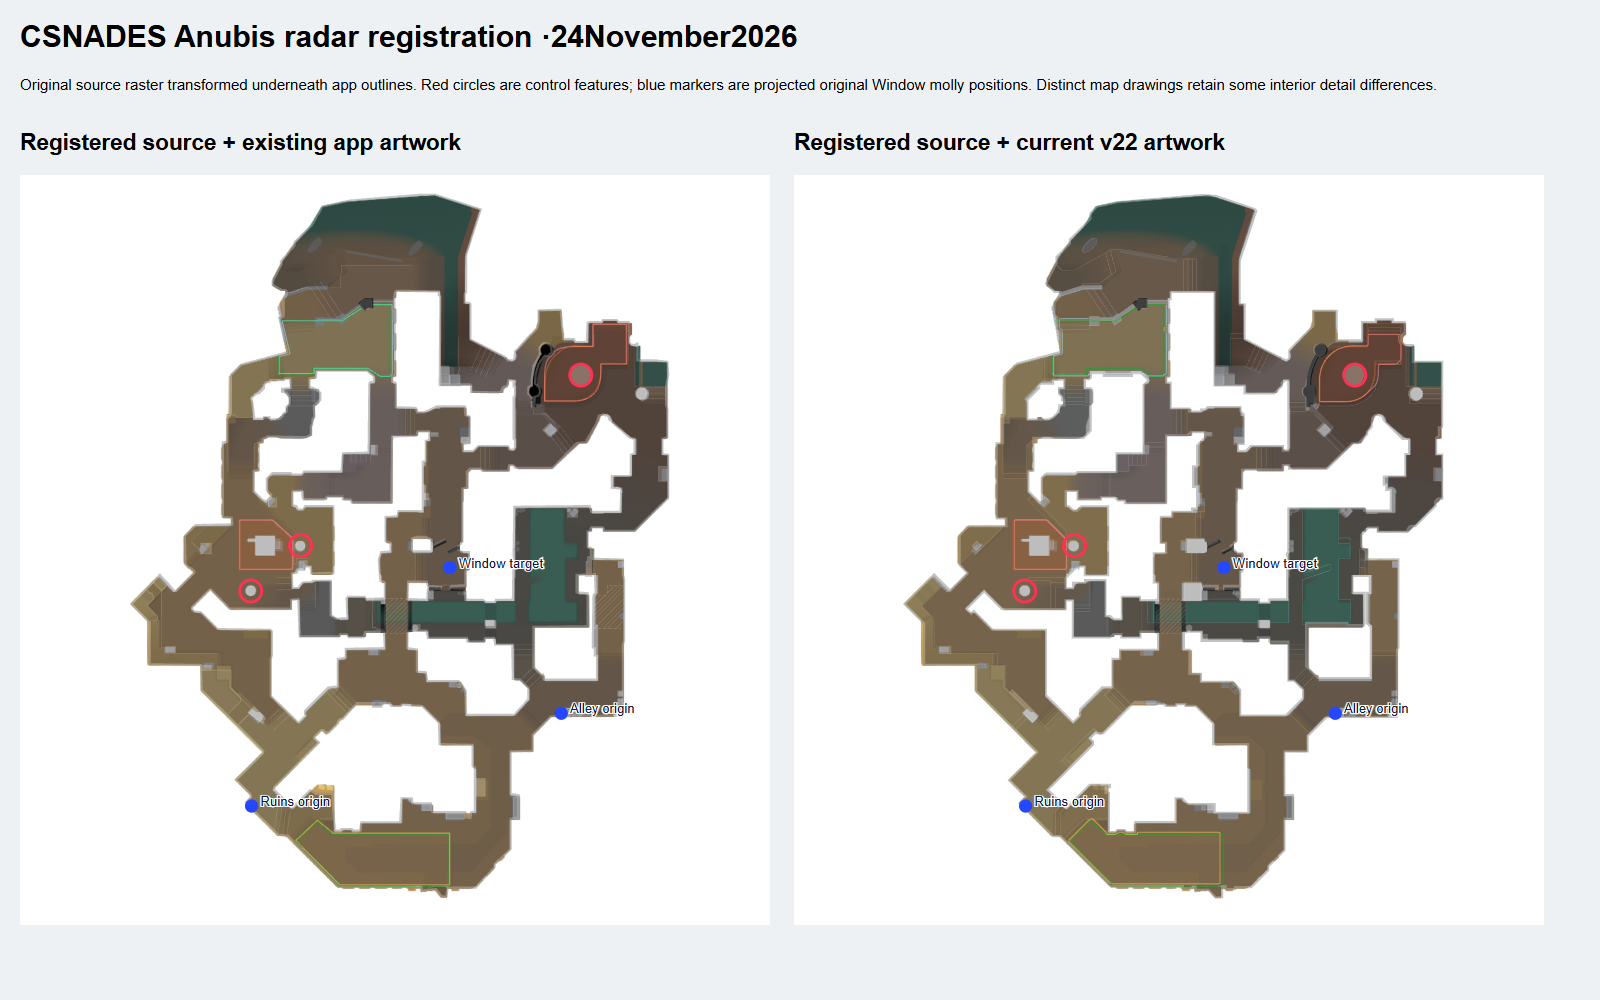 CSNADES Anubis radar registration ·24November2026
Original source raster transformed underneath app outlines. Red circles are control features; blue markers are projected original Window molly positions. Distinct map drawings retain some interior detail differences.
Registered source + existing app artwork
Registered source + current v22 artwork
Window target
Window target
Alley origin
Alley origin
Ruins origin
Ruins origin